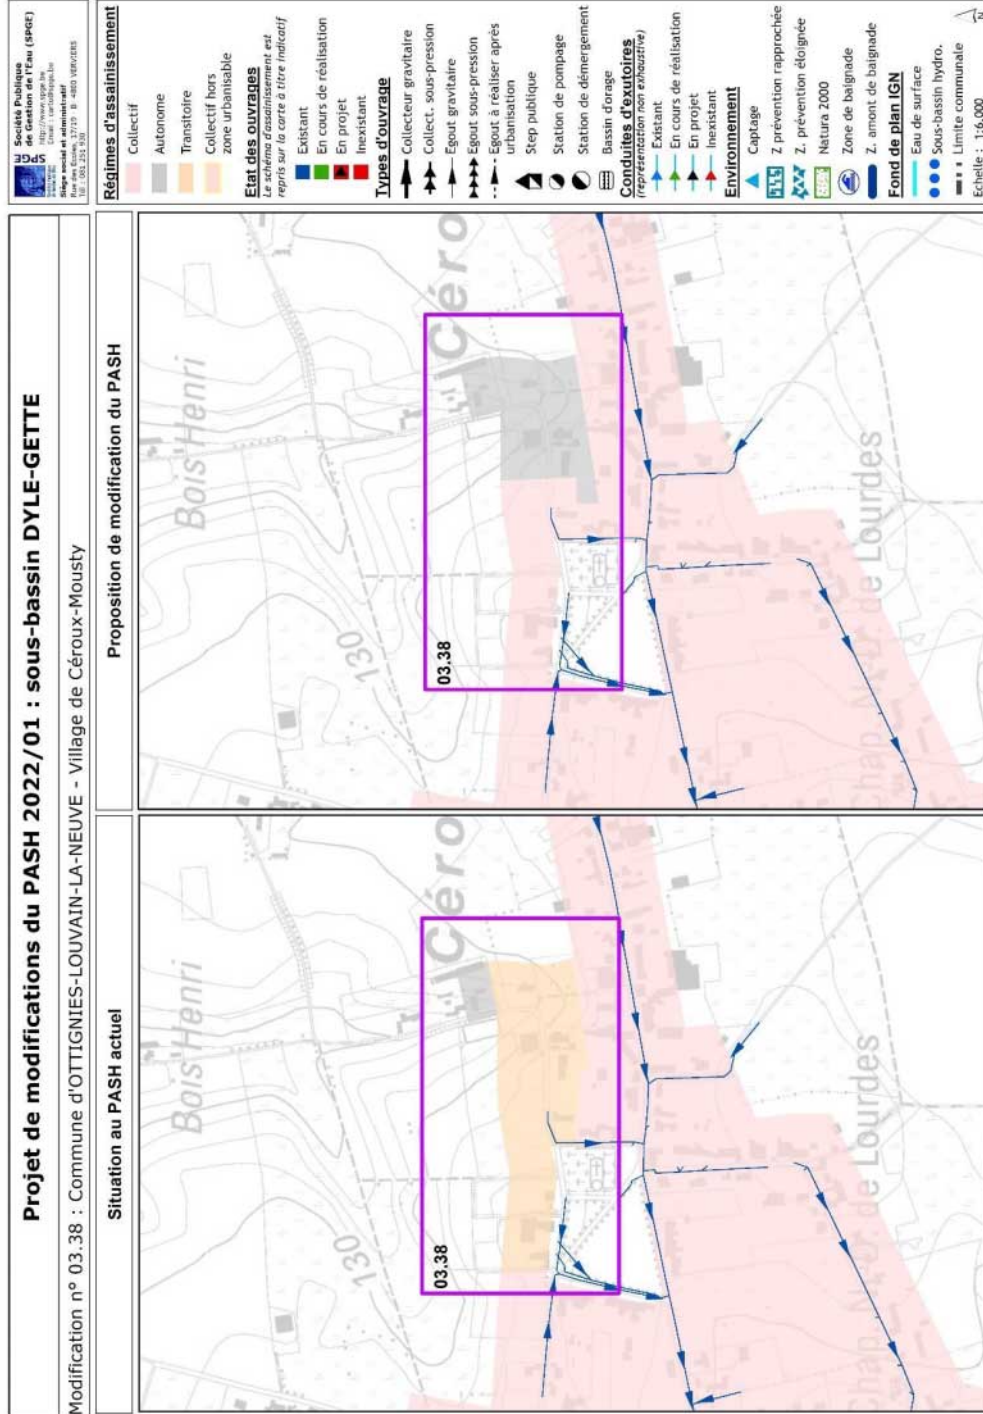 Projet de modifications du PASH 2022/01 : sous-bassin DYLE-GETTE
Modification n° 03.38 : Commune d'OTTIGNIES-LOUVAIN-LA-NEUVE - Village de Céroux-Mousty
SPGE
Société Publique
de Gestion de l'Eau (SPGE)
Siège social et administratif
Situation au PASH actuel
Bois Henri
130
Céro
03.38
Chap. N.-D. de Lourdes
Proposition de modification du PASH
Bois Henri
130
Céro
03.38
Chap. N.-D. de Lourdes
Régimes d'assainissement
Collectif
Autonome
Transitoire
Collectif hors
zone urbanisable
Etat des ouvrages
Le schéma d'assainissement est
repris sur la carte à titre indicatif
Existant
En cours de réalisation
En projet
Inexistant
Types d'ouvrage
Collecteur gravitaire
Collect. sous-pression
Egout gravitaire
Egout sous-pression
Egout à réaliser après
urbanisation
Step publique
Station de pompage
Station de démergement
Bassin d'orage
Conduites d'exutoires
(représentation non exhaustive)
Existant
En cours de réalisation
En projet
Inexistant
Environnement
Captage
Z prévention rapprochée
Z. prévention éloignée
Natura 2000
Zone de baignade
Z. amont de baignade
Fond de plan IGN
Eau de surface
Sous-bassin hydro.
Limite communale
Echelle : 1:6.000
N